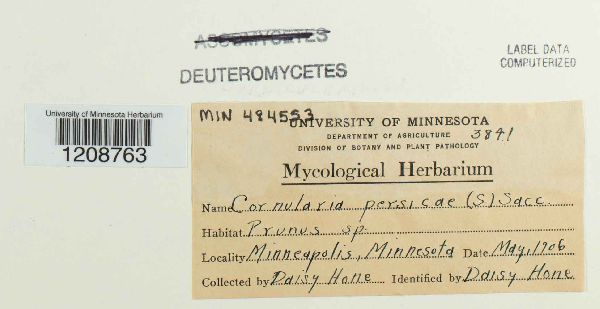 ASCOMYCETES
DEUTEROMYCETES
LABEL DATA
COMPUTERIZED
University of Minnesota Herbarium
1208763
MIN 484553
UNIVERSITY OF MINNESOTA
DEPARTMENT OF AGRICULTURE 3841
DIVISION OF BOTANY AND PLANT PATHOLOGY
Mycological Herbarium
Name Cornularia persicae (S) Sacc.
Habitat Prunus sp.
Locality Minneapolis, Minnesota Date May, 1906
Collected by Daisy Hone Identified by Daisy Hone